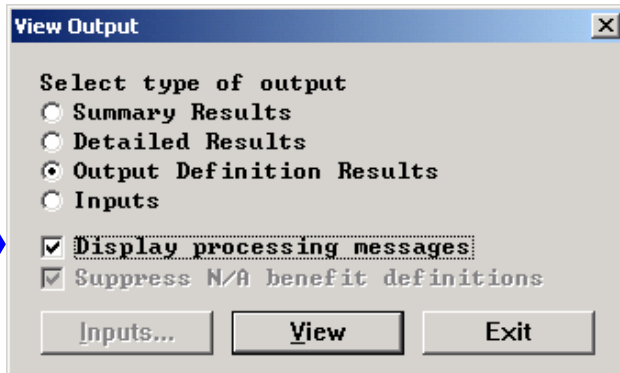 View Output
Select type of output
Summary Results
Detailed Results
Output Definition Results
Inputs
Display processing messages
Suppress N/A benefit definitions
Inputs... View Exit